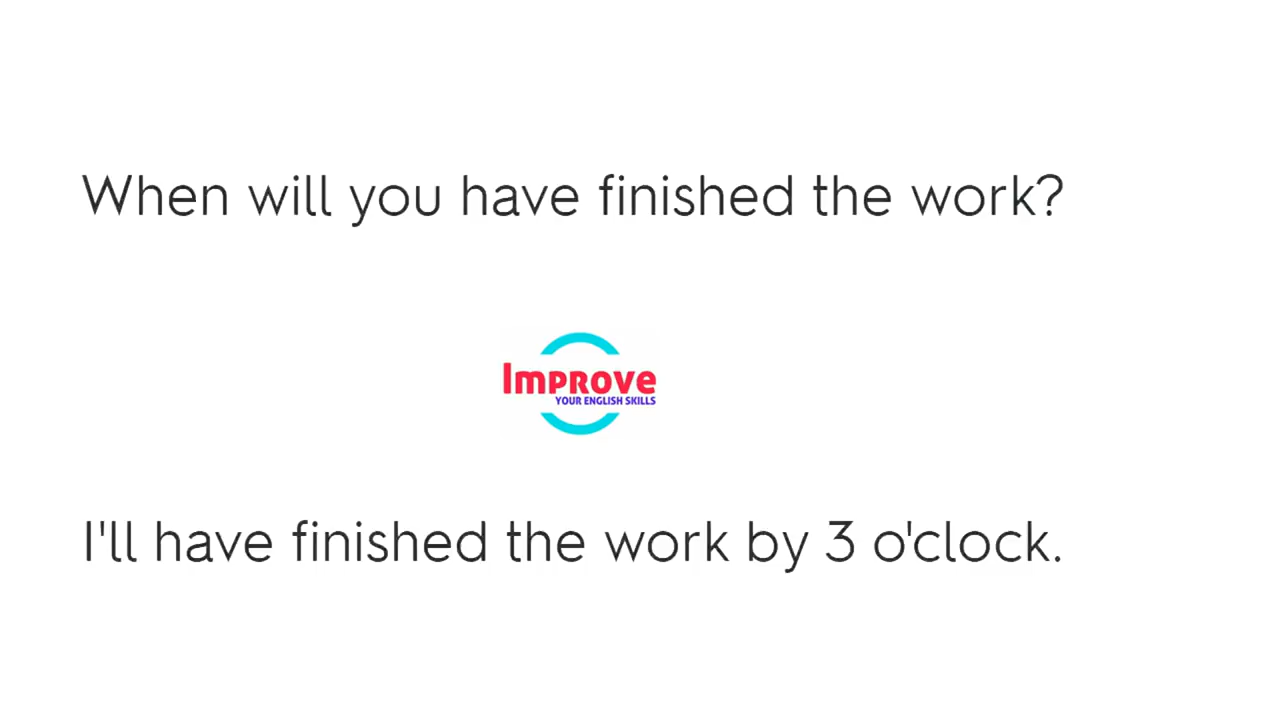 When will you have finished the work?
Improve
YOUR ENGLISH SKILLS
I'll have finished the work by 3 o'clock.